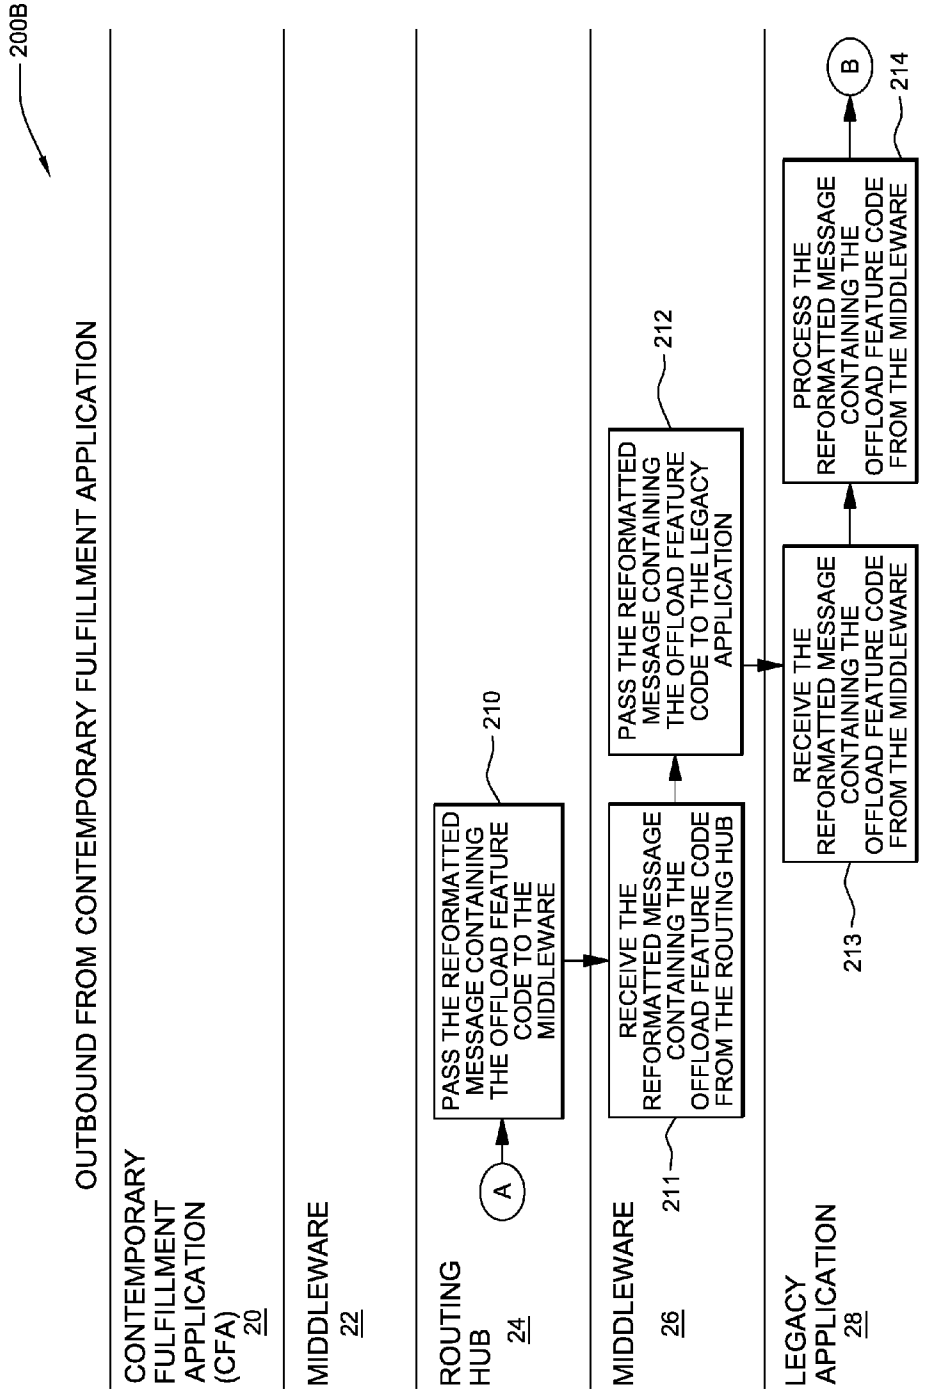 200B
OUTBOUND FROM CONTEMPORARY FULFILLMENT APPLICATION
CONTEMPORARY
FULFILLMENT
APPLICATION
(CFA)
20
MIDDLEWARE
22
ROUTING
HUB
24
A
PASS THE REFORMATTED
MESSAGE CONTAINING
THE OFFLOAD FEATURE
CODE TO THE
MIDDLEWARE
210
MIDDLEWARE
26
211
RECEIVE THE
REFORMATTED MESSAGE
CONTAINING THE
OFFLOAD FEATURE CODE
FROM THE ROUTING HUB
PASS THE REFORMATTED
MESSAGE CONTAINING
THE OFFLOAD FEATURE
CODE TO THE LEGACY
APPLICATION
212
LEGACY
APPLICATION
28
213
RECEIVE THE
REFORMATTED MESSAGE
CONTAINING THE
OFFLOAD FEATURE CODE
FROM THE MIDDLEWARE
PROCESS THE
REFORMATTED MESSAGE
CONTAINING THE
OFFLOAD FEATURE CODE
FROM THE MIDDLEWARE
214
B